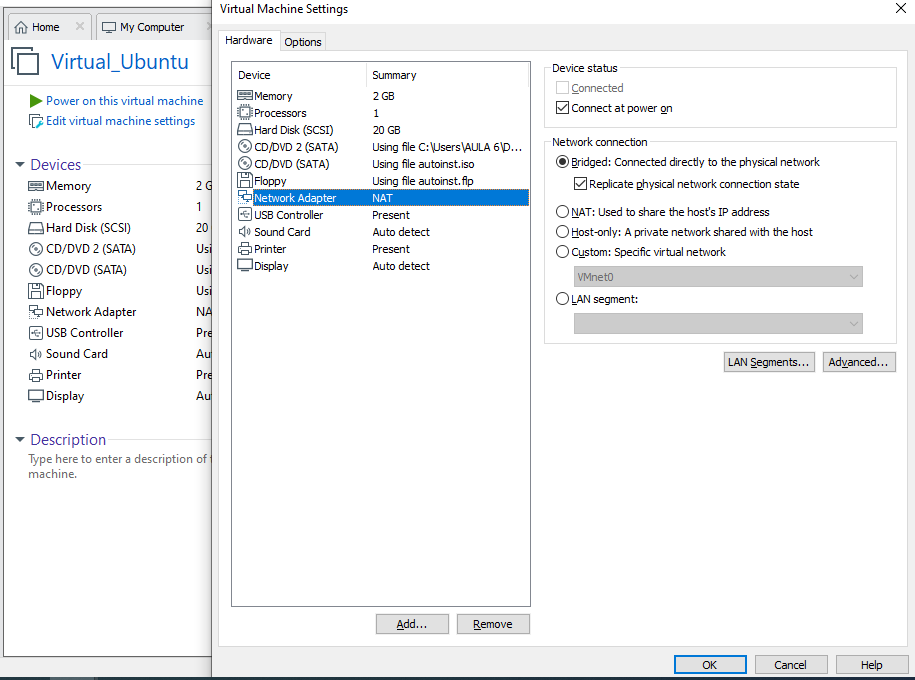 Virtual Machine Settings
Home
My Computer
Virtual_Ubuntu
Power on this virtual machine
Edit virtual machine settings
Devices
Memory 2 G
Processors 1
Hard Disk (SCSI) 20
CD/DVD 2 (SATA) Usi
CD/DVD (SATA) Usi
Floppy Usi
Network Adapter NA
USB Controller Pre
Sound Card Au
Printer Pre
Display Au
Description
Type here to enter a description of t
machine.
Hardware Options
Device Summary
Memory 2 GB
Processors 1
Hard Disk (SCSI) 20 GB
CD/DVD 2 (SATA) Using file C:\Users\AULA 6\D...
CD/DVD (SATA) Using file autoinst.iso
Floppy Using file autoinst.flp
Network Adapter NAT
USB Controller Present
Sound Card Auto detect
Printer Present
Display Auto detect
Add... Remove
Device status
Connected
Connect at power on
Network connection
Bridged: Connected directly to the physical network
Replicate physical network connection state
NAT: Used to share the host's IP address
Host-only: A private network shared with the host
Custom: Specific virtual network
VMnet0
LAN segment:
LAN Segments... Advanced...
OK Cancel Help